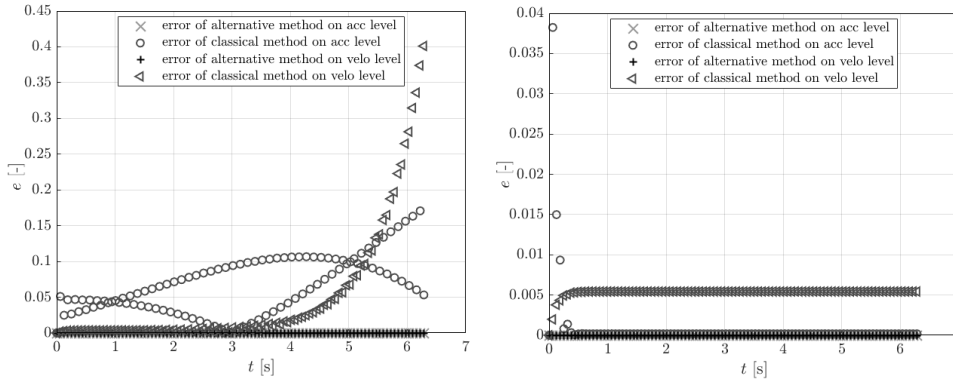 0.45
0.4
0.35
0.3
0.25
0.2
0.15
0.1
0.05
0
e [-]
0
1
2
3
4
5
6
7
t [s]
error of alternative method on acc level
error of classical method on acc level
error of alternative method on velo level
error of classical method on velo level
0.04
0.035
0.03
0.025
0.02
0.015
0.01
0.005
0
e [-]
0
1
2
3
4
5
6
7
t [s]
error of alternative method on acc level
error of classical method on acc level
error of alternative method on velo level
error of classical method on velo level